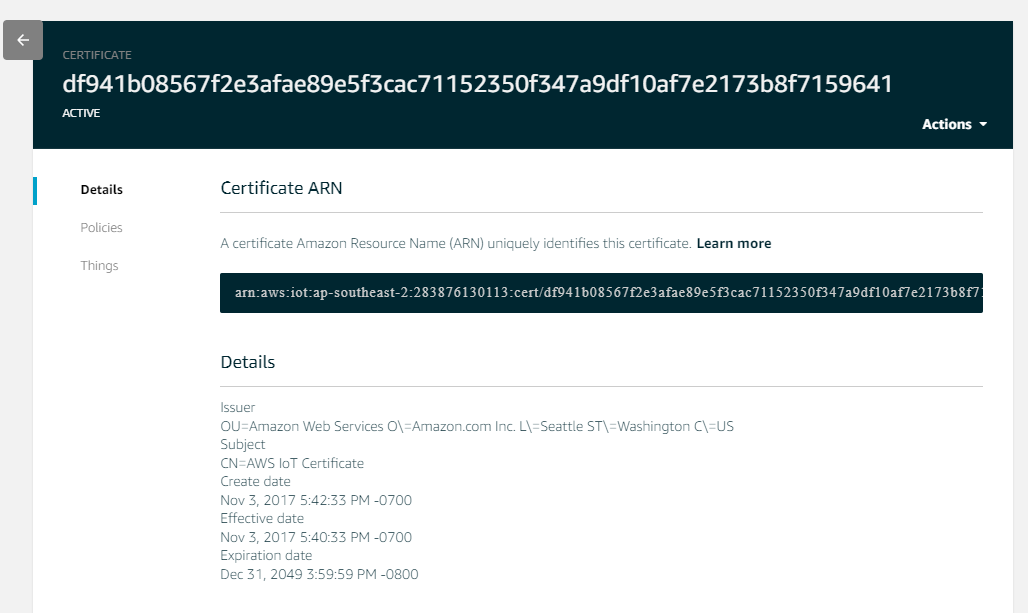 CERTIFICATE
df941b08567f2e3afae89e5f3cac71152350f347a9df10af7e2173b8f7159641
ACTIVE
Actions
Details
Policies
Things
Certificate ARN
A certificate Amazon Resource Name (ARN) uniquely identifies this certificate. Learn more
arn:aws:iot:ap-southeast-2:283876130113:cert/df941b08567f2e3afae89e5f3cac71152350f347a9df10af7e2173b8f71
Details
Issuer
OU=Amazon Web Services O\=Amazon.com Inc. L\=Seattle ST\=Washington C\=US
Subject
CN=AWS IoT Certificate
Create date
Nov 3, 2017 5:42:33 PM -0700
Effective date
Nov 3, 2017 5:40:33 PM -0700
Expiration date
Dec 31, 2049 3:59:59 PM -0800